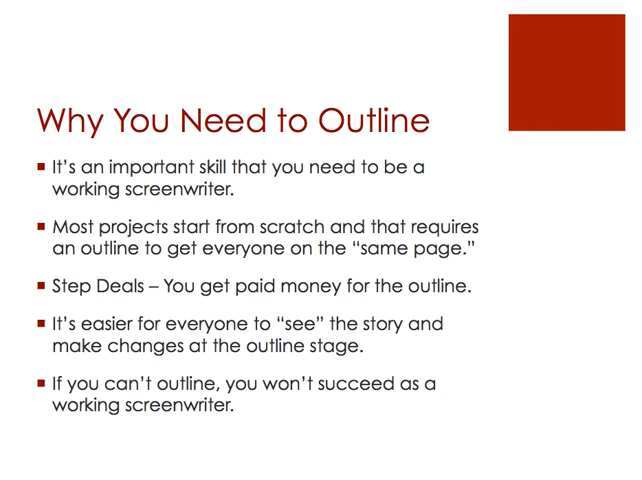 Why You Need to Outline
It's an important skill that you need to be a
working screenwriter.
Most projects start from scratch and that requires
an outline to get everyone on the “same page.”
Step Deals – You get paid money for the outline.
It's easier for everyone to “see” the story and
make changes at the outline stage.
If you can't outline, you won't succeed as a
working screenwriter.